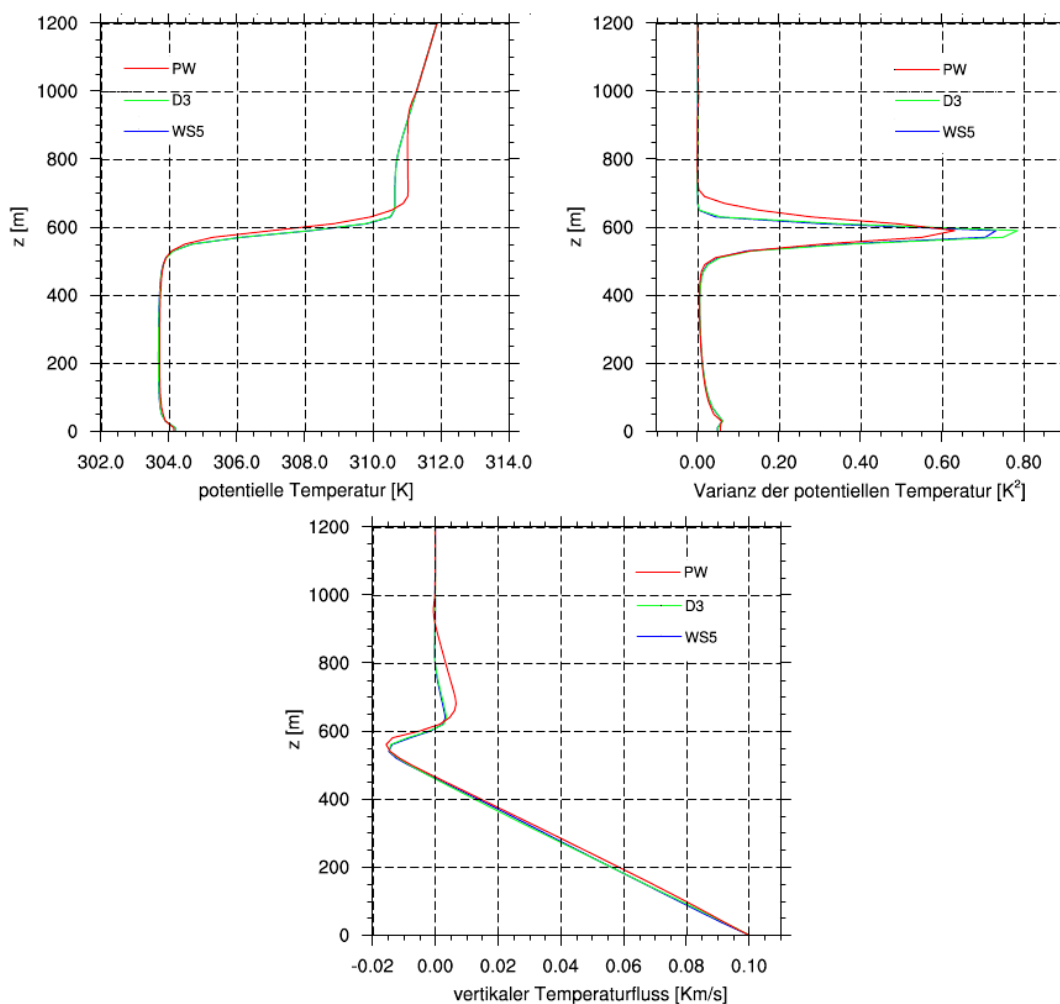 1200
1000
800
600
400
200
0
z [m]
PW
D3
WS5
302.0 304.0 306.0 308.0 310.0 312.0 314.0
potentielle Temperatur [K]
1200
1000
800
600
400
200
0
z [m]
PW
D3
WS5
0.00 0.20 0.40 0.60 0.80
Varianz der potentiellen Temperatur [K²]
1200
1000
800
600
400
200
0
z [m]
PW
D3
WS5
-0.02 0.00 0.02 0.04 0.06 0.08 0.10
vertikaler Temperaturfluss [Km/s]